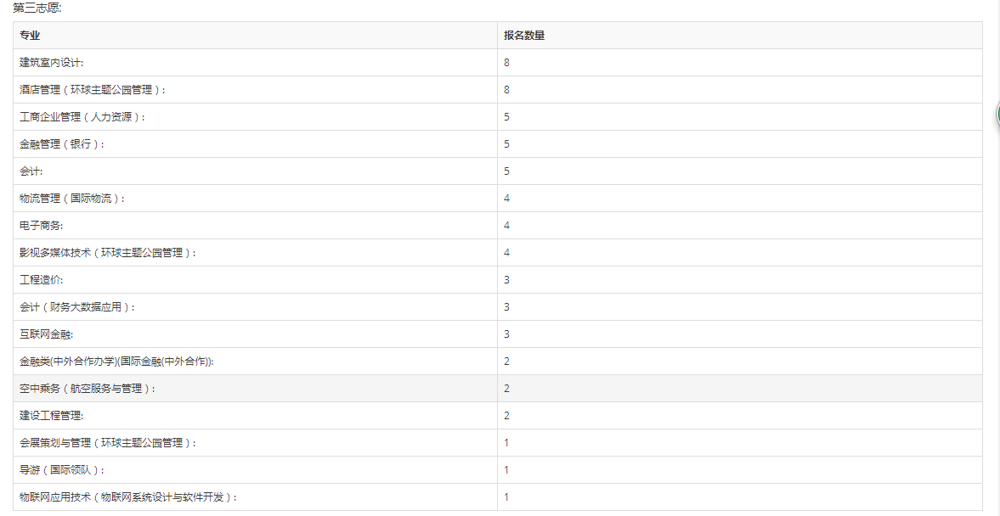 第三志愿:
专业 报名数量
建筑室内设计: 8
酒店管理（环球主题公园管理）: 8
工商企业管理（人力资源）: 5
金融管理（银行）: 5
会计: 5
物流管理（国际物流）: 4
电子商务: 4
影视多媒体技术（环球主题公园管理）: 4
工程造价: 3
会计（财务大数据应用）: 3
互联网金融: 3
金融类(中外合作办学)(国际金融(中外合作)): 2
空中乘务（航空服务与管理）: 2
建设工程管理: 2
会展策划与管理（环球主题公园管理）: 1
导游（国际领队）: 1
物联网应用技术（物联网系统设计与软件开发）: 1